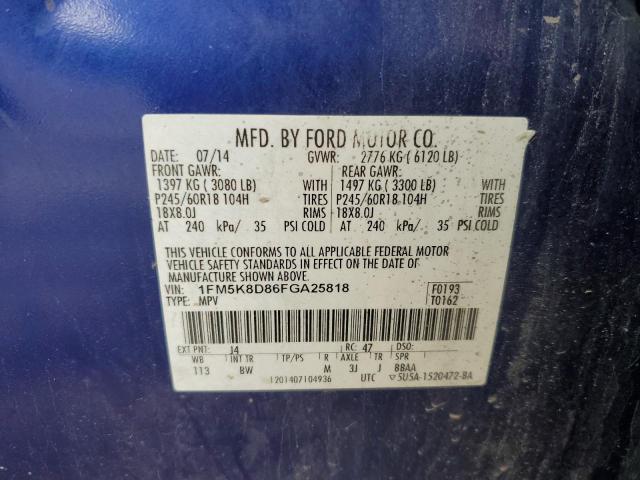 MFD. BY FORD MOTOR CO.
DATE: 07/14 GVWR: 2776 KG ( 6120 LB)
FRONT GAWR: REAR GAWR:
1397 KG ( 3080 LB) WITH 1497 KG ( 3300 LB) WITH
P245/60R18 104H TIRES P245/60R18 104H TIRES
18X8.0J RIMS 18X8.0J RIMS
AT 240 kPa/ 35 PSI COLD AT 240 kPa/ 35 PSI COLD
THIS VEHICLE CONFORMS TO ALL APPLICABLE FEDERAL MOTOR
VEHICLE SAFETY STANDARDS IN EFFECT ON THE DATE OF
MANUFACTURE SHOWN ABOVE.
VIN: 1FM5K8D86FGA25818 F0193
TYPE: MPV T0162
EXT PNT: J4 RC: 47 DSO:
WB INT TR TP/PS R AXLE TR SPR
113 BW M 3J J BBAA
1201407104936 UTC ▽5U5A-1520472-BA